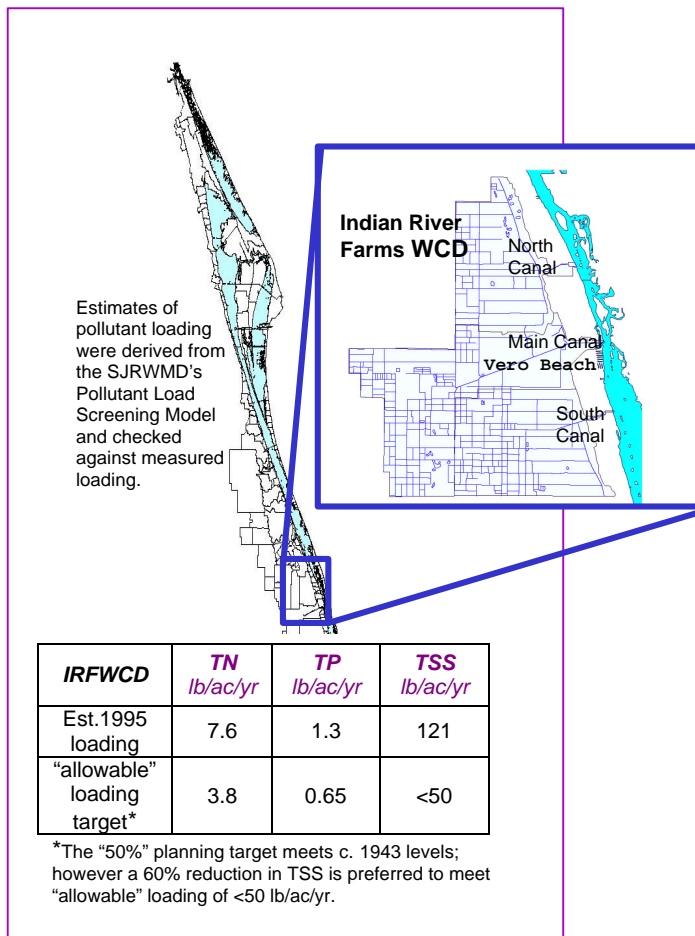 Indian River
Farms WCD
North
Canal
Main Canal
Vero Beach
South
Canal
Estimates of
pollutant loading
were derived from
the SJRWMD's
Pollutant Load
Screening Model
and checked
against measured
loading.
IRFWCD TN lb/ac/yr TP lb/ac/yr TSS lb/ac/yr
Est.1995 loading 7.6 1.3 121
“allowable” loading target* 3.8 0.65 <50
*The “50%” planning target meets c. 1943 levels;
however a 60% reduction in TSS is preferred to meet
“allowable” loading of <50 lb/ac/yr.